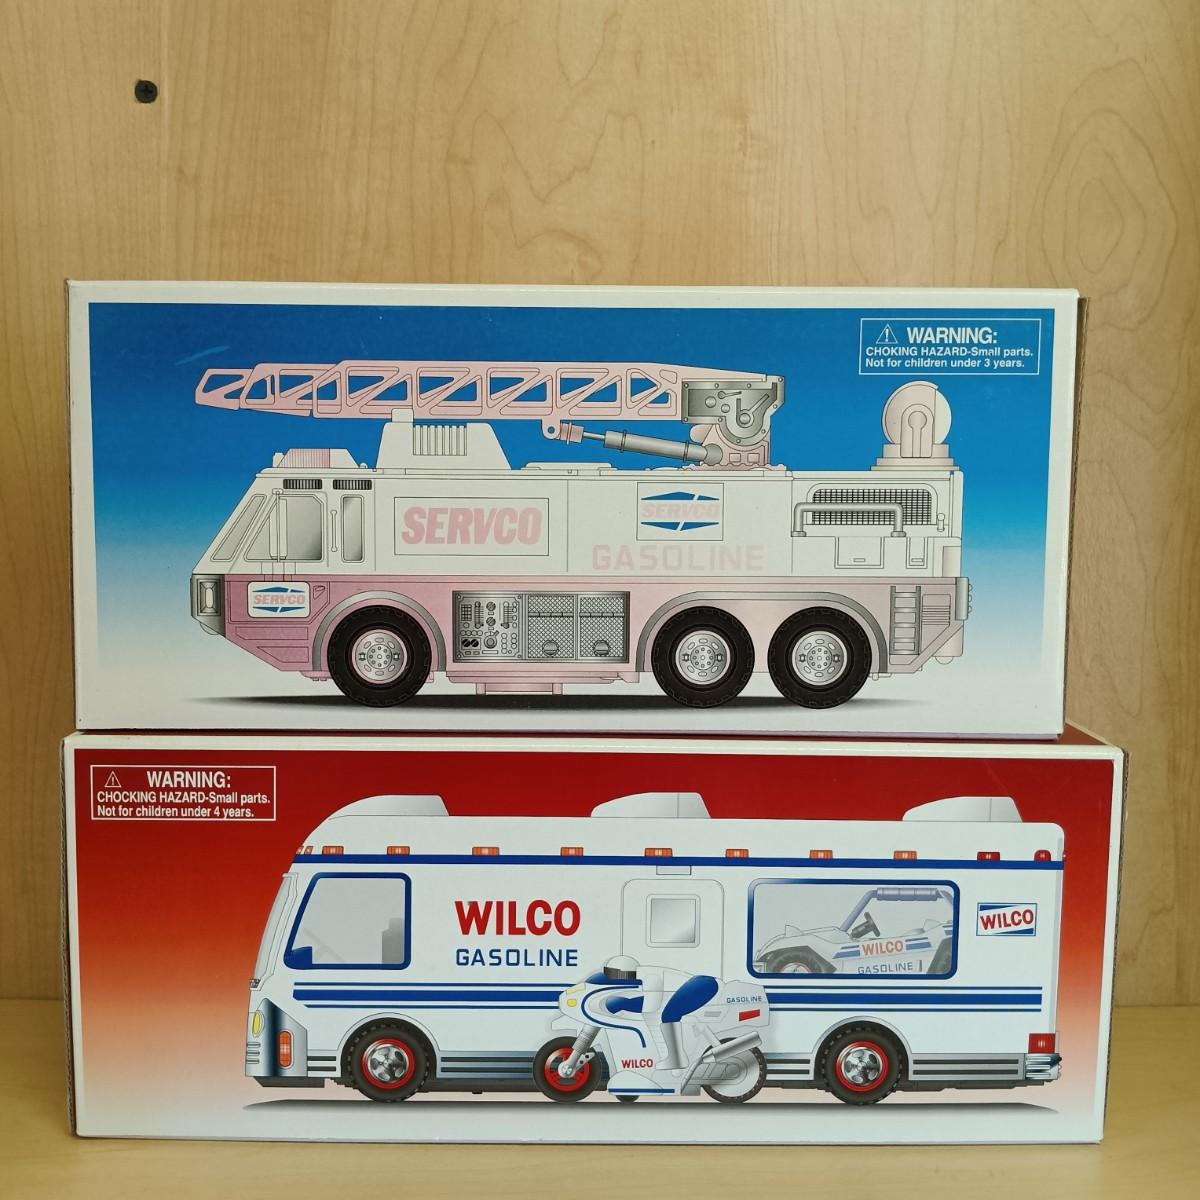 WARNING:
CHOKING HAZARD-Small parts.
Not for children under 3 years.
SERVCO
SERVCO
GASOLINE
SERVCO
WARNING:
CHOCKING HAZARD-Small parts.
Not for children under 4 years.
WILCO
GASOLINE
WILCO
GASOLINE
WILCO
GASOLINE
WILCO